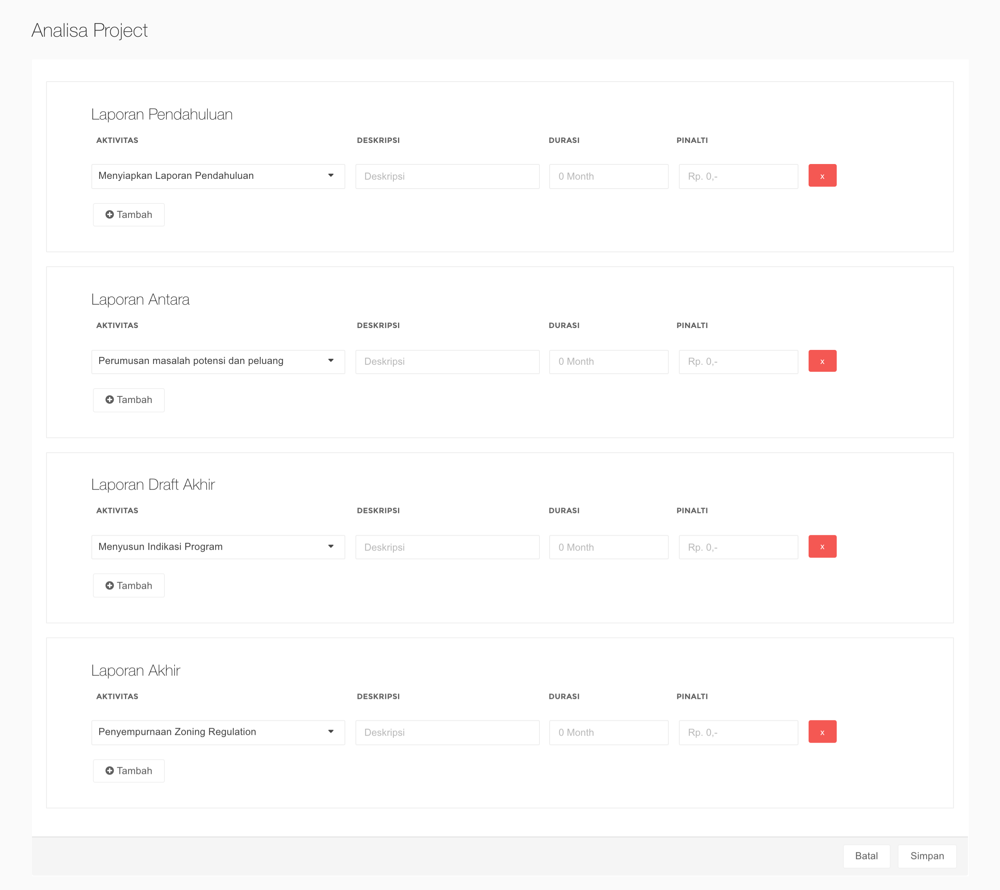 Analisa Project
Laporan Pendahuluan
AKTIVITAS DESKRIPSI DURASI PINALTI
Menyiapkan Laporan Pendahuluan Deskripsi 0 Month Rp. 0,- x
Tambah
Laporan Antara
AKTIVITAS DESKRIPSI DURASI PINALTI
Perumusan masalah potensi dan peluang Deskripsi 0 Month Rp. 0,- x
Tambah
Laporan Draft Akhir
AKTIVITAS DESKRIPSI DURASI PINALTI
Menyusun Indikasi Program Deskripsi 0 Month Rp. 0,- x
Tambah
Laporan Akhir
AKTIVITAS DESKRIPSI DURASI PINALTI
Penyempurnaan Zoning Regulation Deskripsi 0 Month Rp. 0,- x
Tambah
Batal Simpan